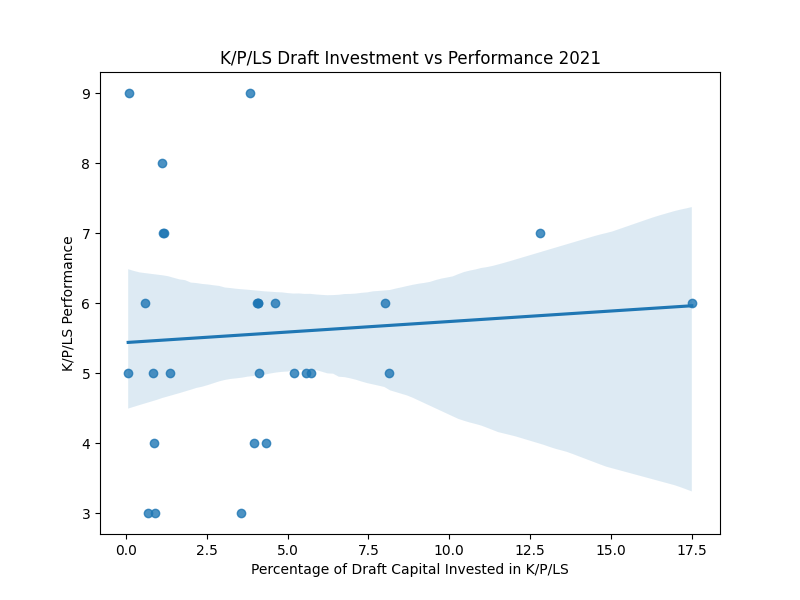 K/P/LS Draft Investment vs Performance 2021
9
8
7
6
5
4
3
K/P/LS Performance
0.0 2.5 5.0 7.5 10.0 12.5 15.0 17.5
Percentage of Draft Capital Invested in K/P/LS